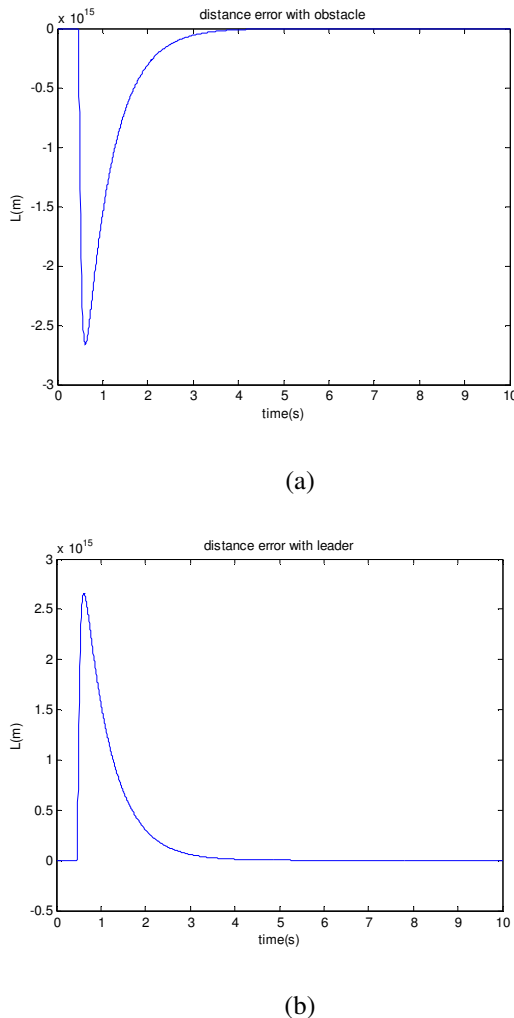 distance error with obstacle
x 10^15
0
-0.5
-1
-1.5
-2
-2.5
-3
L(m)
0 1 2 3 4 5 6 7 8 9 10
time(s)
(a)
distance error with leader
x 10^15
3
2.5
2
1.5
1
0.5
0
-0.5
L(m)
0 1 2 3 4 5 6 7 8 9 10
time(s)
(b)